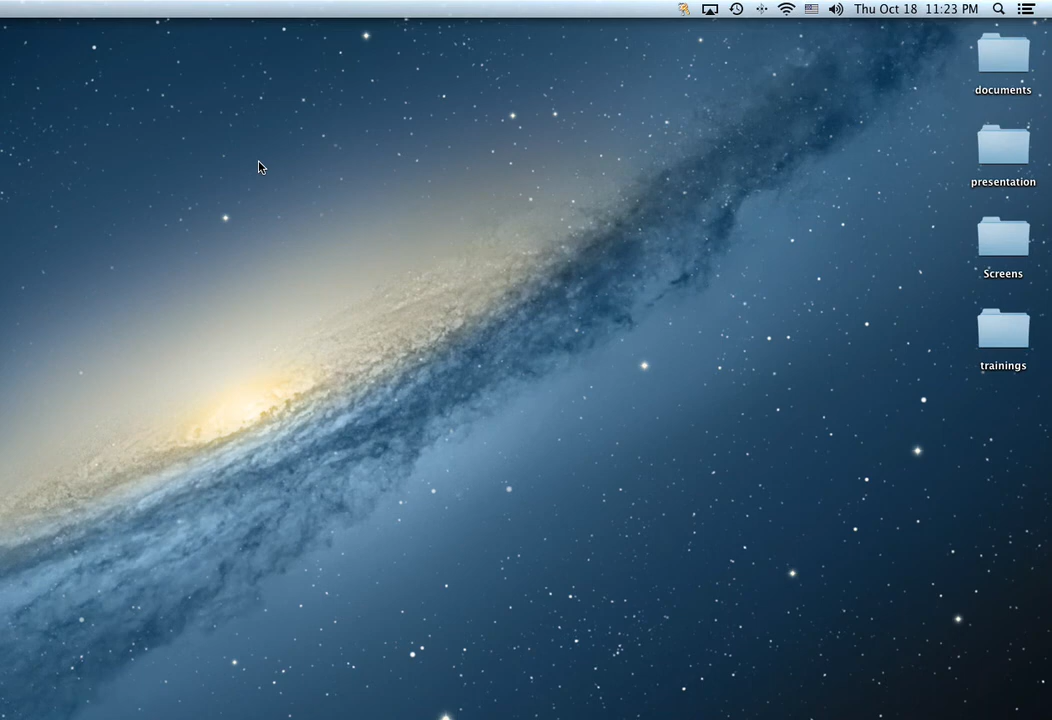 Thu Oct 18 11:23 PM
documents
presentation
Screens
trainings